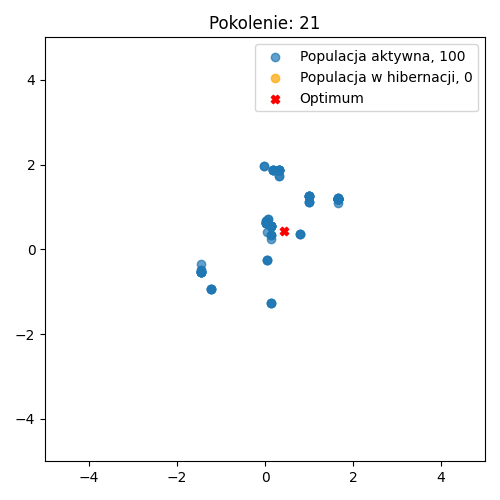 Pokolenie: 21
Populacja aktywna, 100
Populacja w hibernacji, 0
Optimum
4
2
0
−2
−4
−4 −2 0 2 4